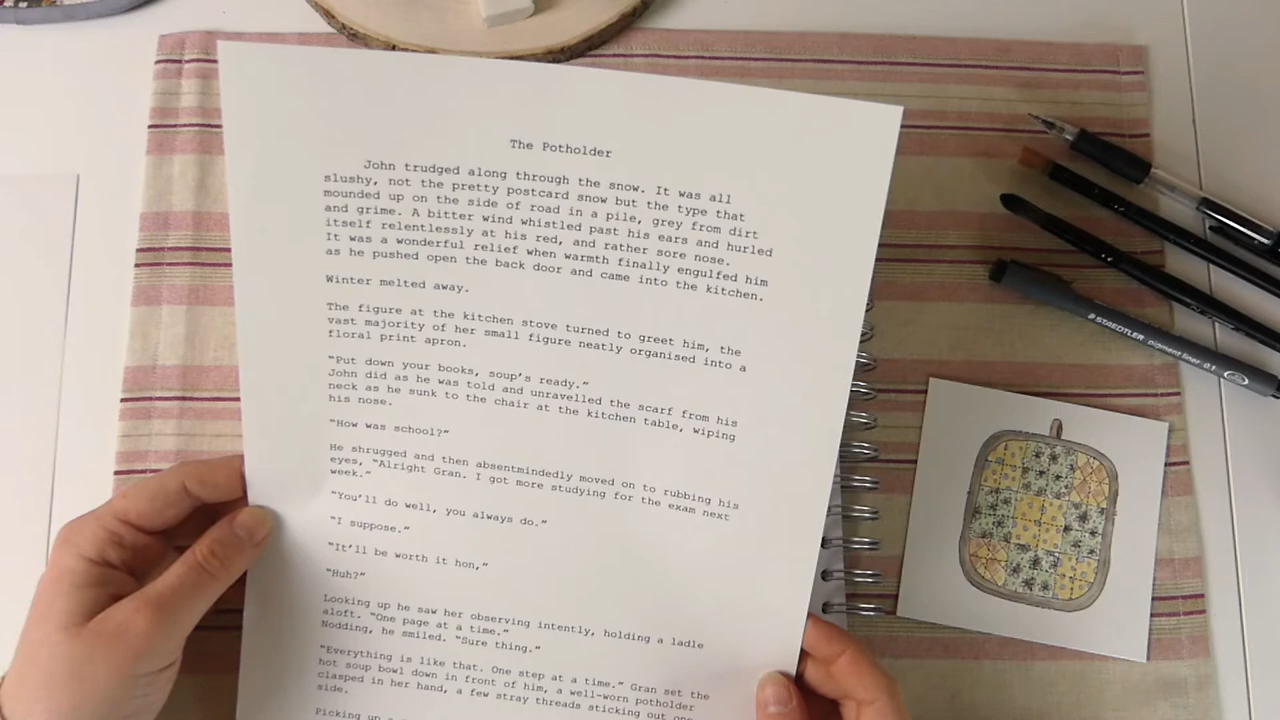 The Potholder
John trudged along through the snow. It was all
slushy, not the pretty postcard snow but the type that
mounded up on the side of road in a pile, grey from dirt
and grime. A bitter wind whistled past his ears and hurled
itself relentlessly at his red, and rather sore nose.
It was a wonderful relief when warmth finally engulfed him
as he pushed open the back door and came into the kitchen.
Winter melted away.
The figure at the kitchen stove turned to greet him, the
vast majority of her small figure neatly organised into a
floral print apron.
“Put down your books, soup’s ready.”
John did as he was told and unravelled the scarf from his
neck as he sunk to the chair at the kitchen table, wiping
his nose.
“How was school?”
He shrugged and then absentmindedly moved on to rubbing his
eyes, “Alright Gran. I got more studying for the exam next
week.”
“You’ll do well, you always do.”
“I suppose.”
“It’ll be worth it hon,”
“Huh?”
Looking up he saw her observing intently, holding a ladle
aloft. “One page at a time.”
Nodding, he smiled. “Sure thing.”
“Everything is like that. One step at a time.” Gran set the
hot soup bowl down in front of him, a well-worn potholder
clasped in her hand, a few stray threads sticking out one
side.
Picking up
STAEDTLER pigment liner 0.1